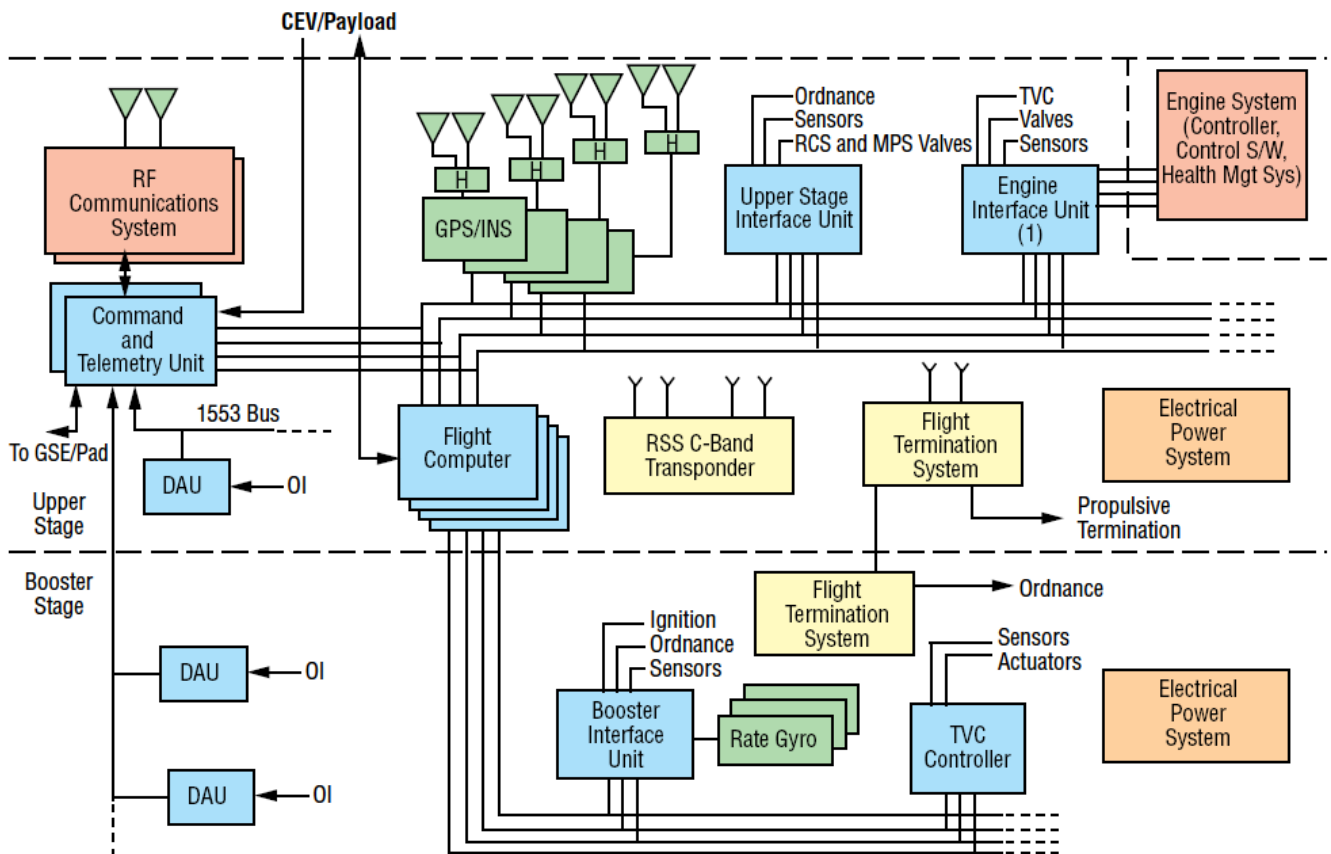 CEV/Payload
RF
Communications
System
H
H
H
H
GPS/INS
Ordnance
Sensors
RCS and MPS Valves
Upper Stage
Interface Unit
TVC
Valves
Sensors
Engine
Interface Unit
(1)
Engine System
(Controller,
Control S/W,
Health Mgt Sys)
Command
and
Telemetry Unit
1553 Bus
To GSE/Pad
DAU
OI
Flight
Computer
RSS C-Band
Transponder
Flight
Termination
System
Electrical
Power
System
Propulsive
Termination
Upper
Stage
Booster
Stage
Flight
Termination
System
Ordnance
DAU
OI
Ignition
Ordnance
Sensors
Booster
Interface
Unit
Rate Gyro
Sensors
Actuators
TVC
Controller
Electrical
Power
System
DAU
OI